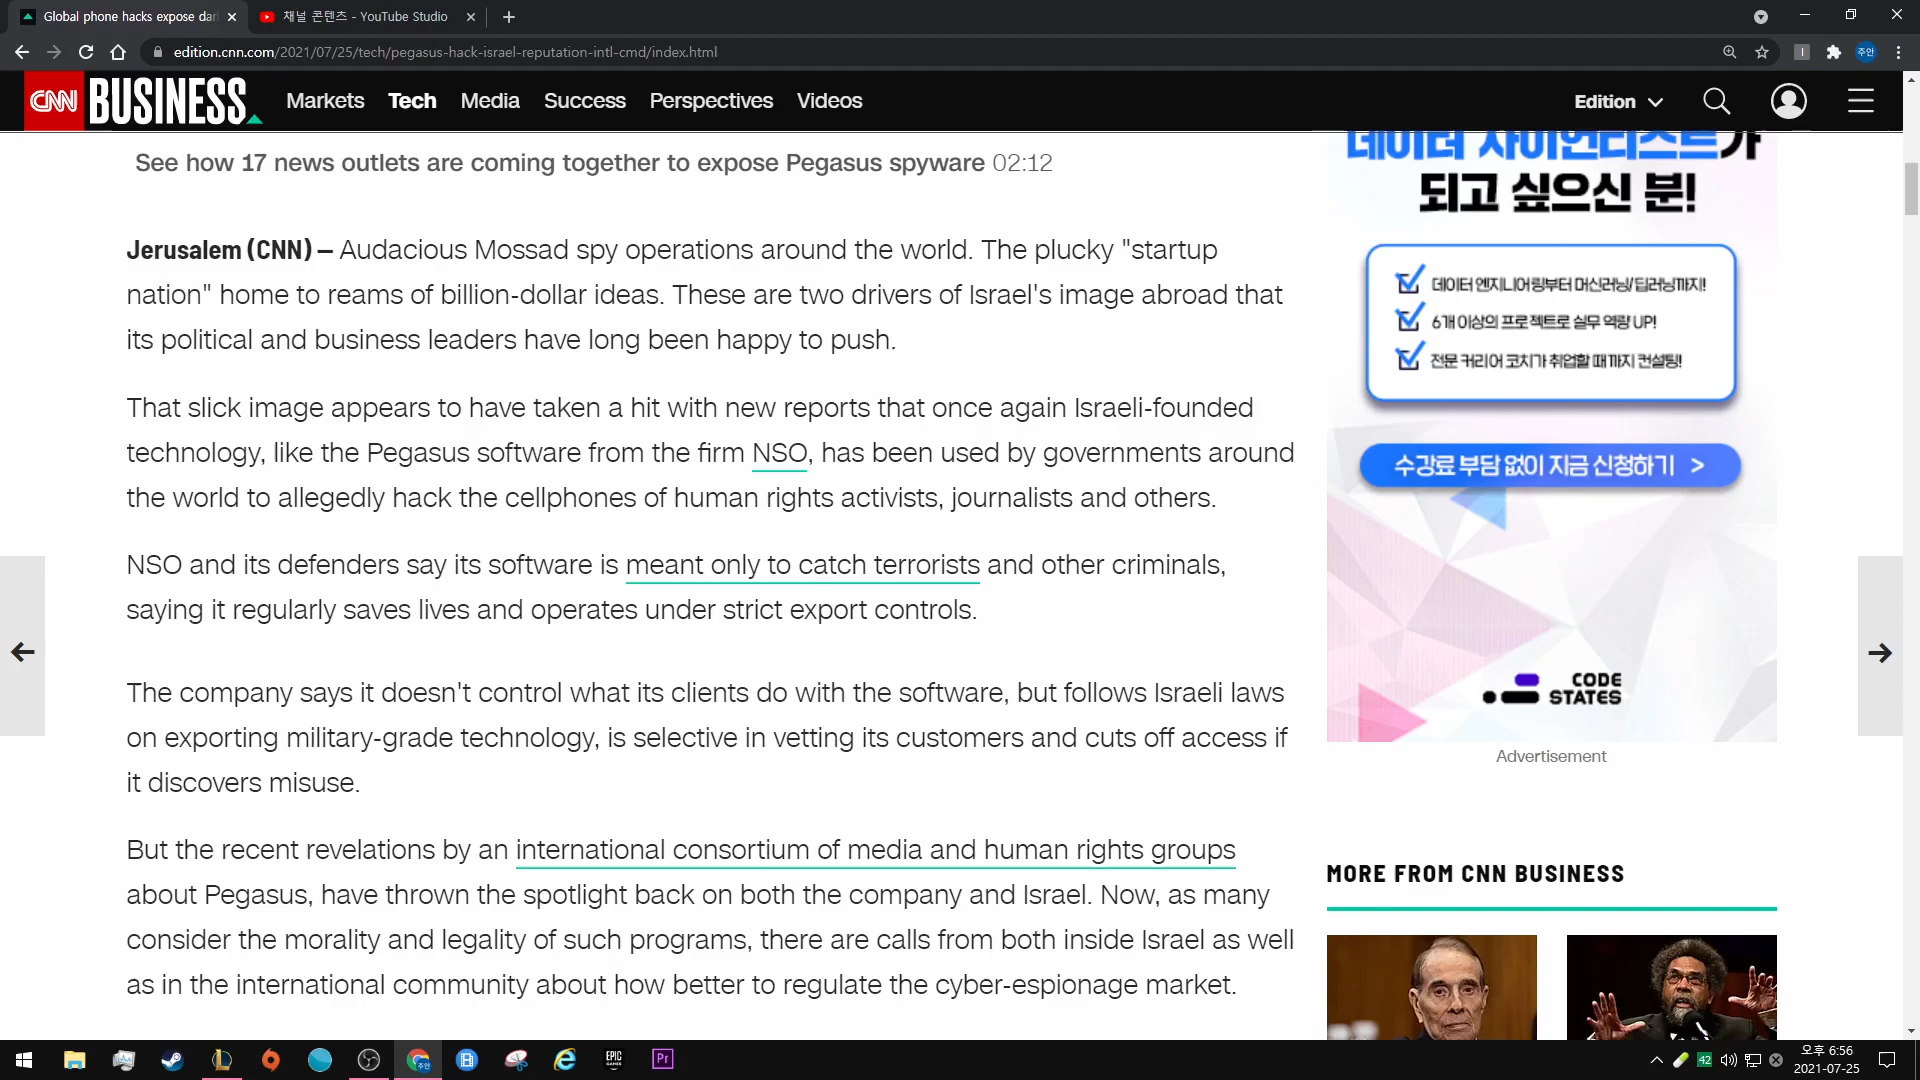 Global phone hacks expose dar
채널 콘텐츠 - YouTube Studio
edition.cnn.com/2021/07/25/tech/pegasus-hack-israel-reputation-intl-cmd/index.html
주안
CNN BUSINESS
Markets Tech Media Success Perspectives Videos
Edition
See how 17 news outlets are coming together to expose Pegasus spyware 02:12
Jerusalem (CNN) — Audacious Mossad spy operations around the world. The plucky "startup
nation" home to reams of billion-dollar ideas. These are two drivers of Israel's image abroad that
its political and business leaders have long been happy to push.
That slick image appears to have taken a hit with new reports that once again Israeli-founded
technology, like the Pegasus software from the firm NSO, has been used by governments around
the world to allegedly hack the cellphones of human rights activists, journalists and others.
NSO and its defenders say its software is meant only to catch terrorists and other criminals,
saying it regularly saves lives and operates under strict export controls.
The company says it doesn't control what its clients do with the software, but follows Israeli laws
on exporting military-grade technology, is selective in vetting its customers and cuts off access if
it discovers misuse.
But the recent revelations by an international consortium of media and human rights groups
about Pegasus, have thrown the spotlight back on both the company and Israel. Now, as many
consider the morality and legality of such programs, there are calls from both inside Israel as well
as in the international community about how better to regulate the cyber-espionage market.
데이터 사이언티스트가
되고 싶으신 분!
데이터 엔지니어링부터 머신러닝/딥러닝까지!
6개 이상의 프로젝트로 실무 역량 UP!
전문 커리어 코치가 취업할 때까지 컨설팅!
수강료 부담 없이 지금 신청하기 >
CODE
STATES
Advertisement
MORE FROM CNN BUSINESS
주안
EPIC
GAMES
Pr
42
오후 6:56
2021-07-25